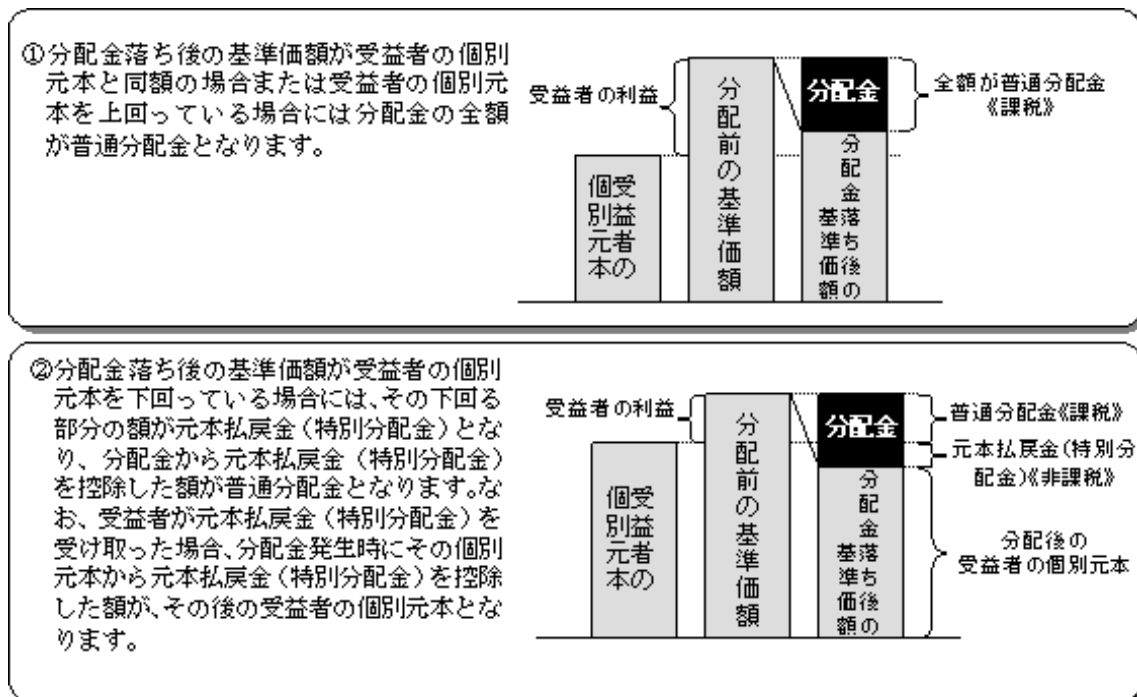 ①分配金落ち後の基準価額が受益者の個別
元本と同額の場合または受益者の個別元
本を上回っている場合には分配金の全額
が普通分配金となります。
受益者の利益
受益者の
個別元本
分配前の基準価額
分配金
分配金落ち後の
基準価額
全額が普通分配金
《課税》
②分配金落ち後の基準価額が受益者の個別
元本を下回っている場合には、その下回る
部分の額が元本払戻金（特別分配金）とな
り、分配金から元本払戻金（特別分配金）
を控除した額が普通分配金となります。な
お、受益者が元本払戻金（特別分配金）を
受け取った場合、分配金発生時にその個別
元本から元本払戻金（特別分配金）を控除
した額が、その後の受益者の個別元本とな
ります。
受益者の利益
受益者の
個別元本
分配前の基準価額
分配金
分配金落ち後の
基準価額
普通分配金《課税》
元本払戻金（特別分
配金）《非課税》
分配後の
受益者の個別元本